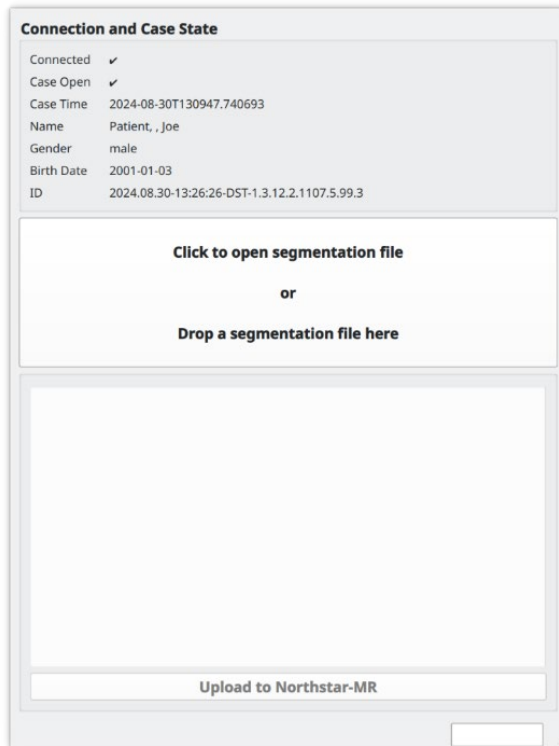 Connection and Case State
Connected ✔
Case Open ✔
Case Time 2024-08-30T130947.740693
Name Patient, , Joe
Gender male
Birth Date 2001-01-03
ID 2024.08.30-13:26:26-DST-1.3.12.2.1107.5.99.3
Click to open segmentation file
or
Drop a segmentation file here
Upload to Northstar-MR